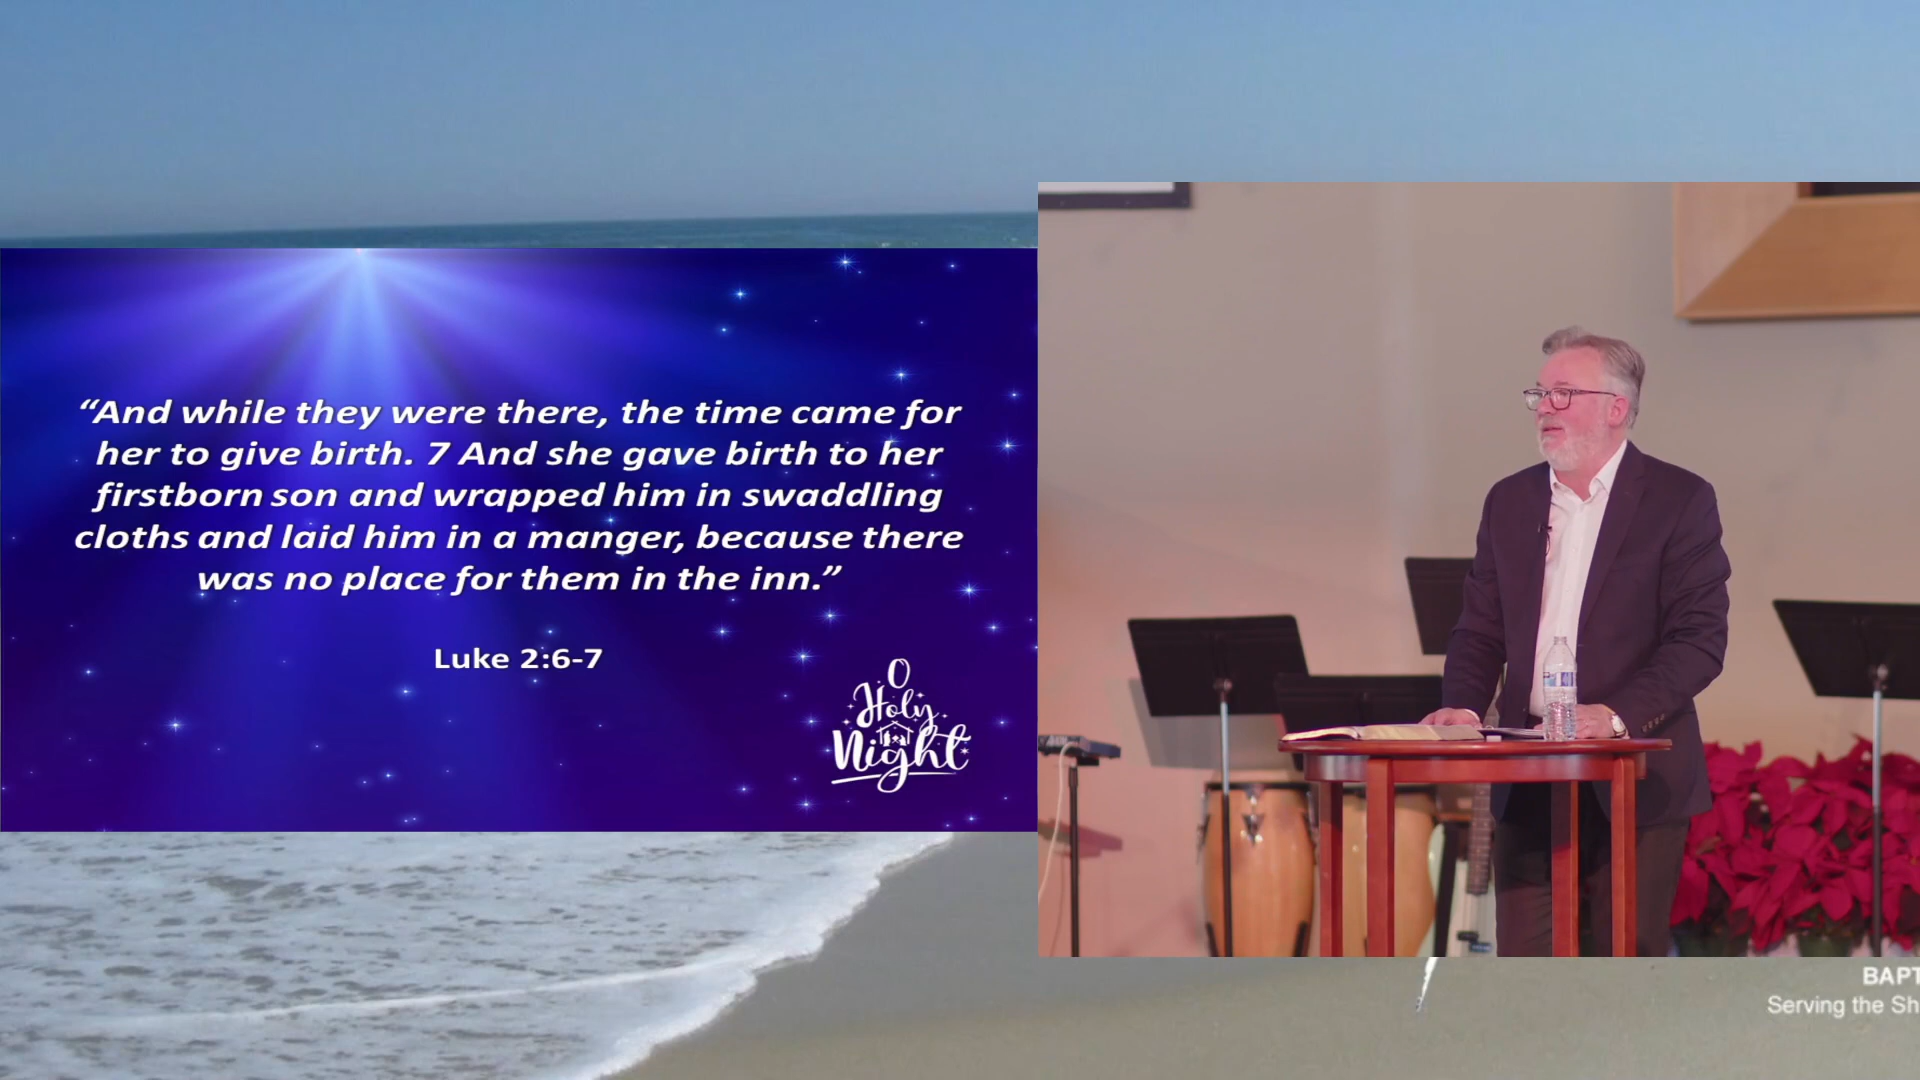 “And while they were there, the time came for
her to give birth. 7 And she gave birth to her
firstborn son and wrapped him in swaddling
cloths and laid him in a manger, because there
was no place for them in the inn.”
Luke 2:6-7
O
Holy
Night
BAPT
Serving the Sh